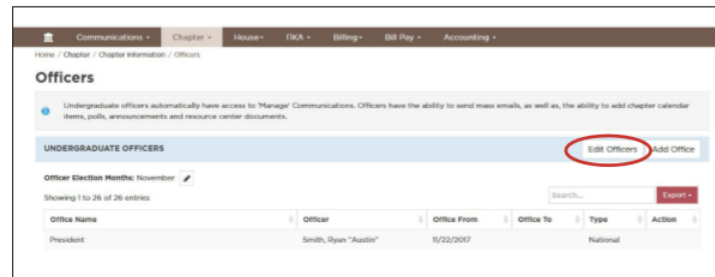 Communications Chapter House ΠΚΑ Billing Bill Pay Accounting
Home / Chapter / Chapter Information / Officers
Officers
Undergraduate officers automatically have access to 'Manage' Communications. Officers have the ability to send mass emails, as well as, the ability to add chapter calendar
items, polls, announcements and resource center documents.
UNDERGRADUATE OFFICERS Edit Officers Add Office
Officer Election Months: November
Showing 1 to 26 of 26 entries Search... Export
Office Name Officer Office From Office To Type Action
President Smith, Ryan "Austin" 11/22/2017 National